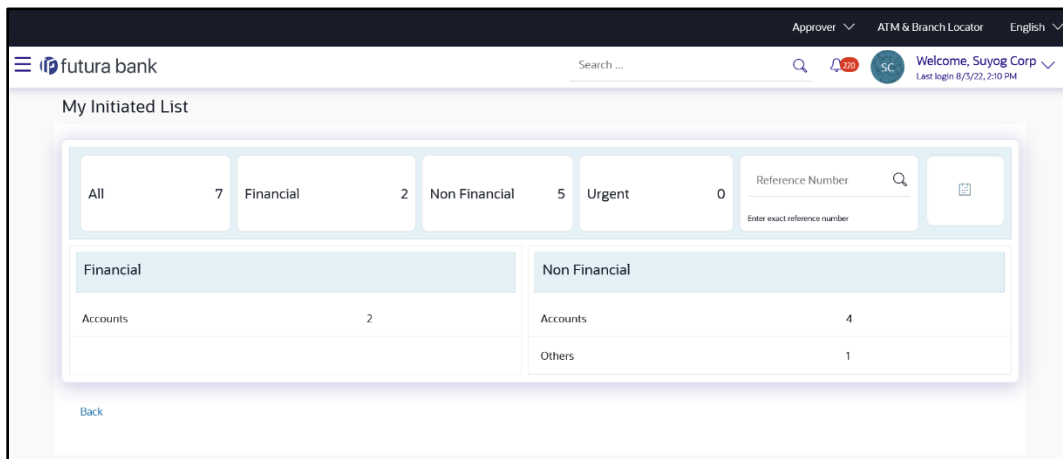 Approver ATM & Branch Locator English
futura bank Search ... 220 SC Welcome, Suyog Corp
Last login 8/3/22, 2:10 PM
My Initiated List
All 7 Financial 2 Non Financial 5 Urgent 0 Reference Number
Enter exact reference number
Financial Non Financial
Accounts 2 Accounts 4
Others 1
Back